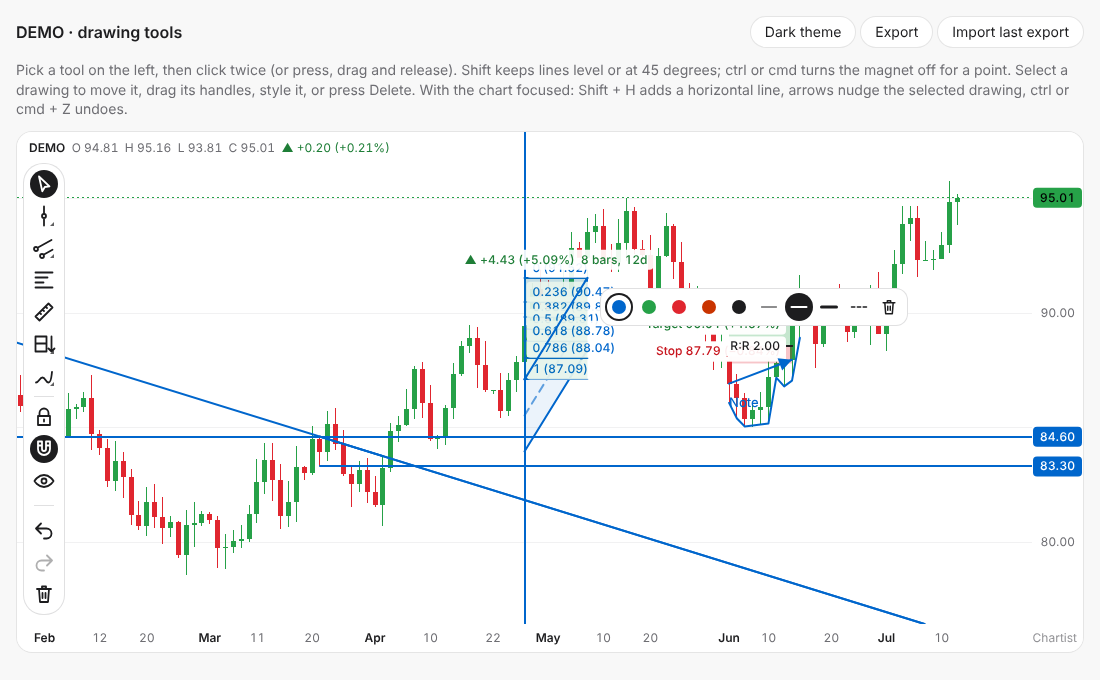 DEMO · drawing tools
Dark theme
Export
Import last export
Pick a tool on the left, then click twice (or press, drag and release). Shift keeps lines level or at 45 degrees; ctrl or cmd turns the magnet off for a point. Select a
drawing to move it, drag its handles, style it, or press Delete. With the chart focused: Shift + H adds a horizontal line, arrows nudge the selected drawing, ctrl or
cmd + Z undoes.
DEMO O 94.81 H 95.16 L 93.81 C 95.01 ▲ +0.20 (+0.21%)
95.01
▲ +4.43 (+5.09%) 8 bars, 12d
0.236 (90.47)
90.00
0.5 (89.31)
0.618 (88.78)
0.786 (88.04)
1 (87.09)
R:R 2.00
Stop 87.79
Note
84.60
83.30
80.00
Feb 12 20 Mar 11 20 Apr 10 22 May 10 20 Jun 10 20 Jul 10
Chartist